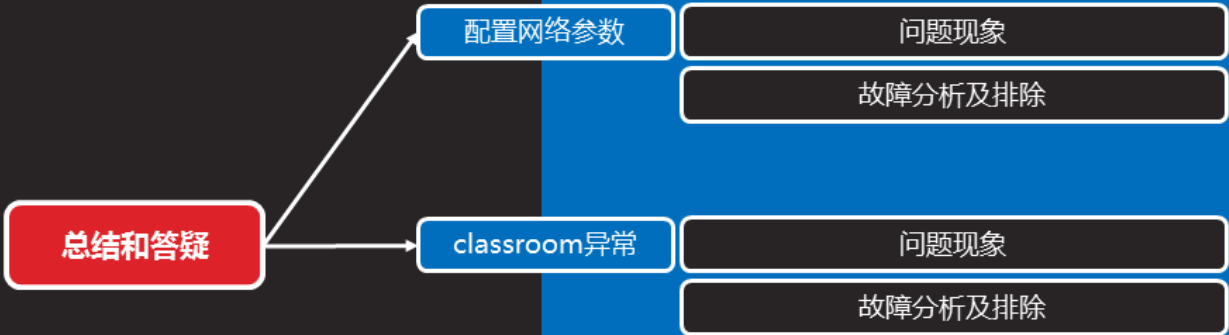 配置网络参数
问题现象
故障分析及排除
总结和答疑
classroom异常
问题现象
故障分析及排除